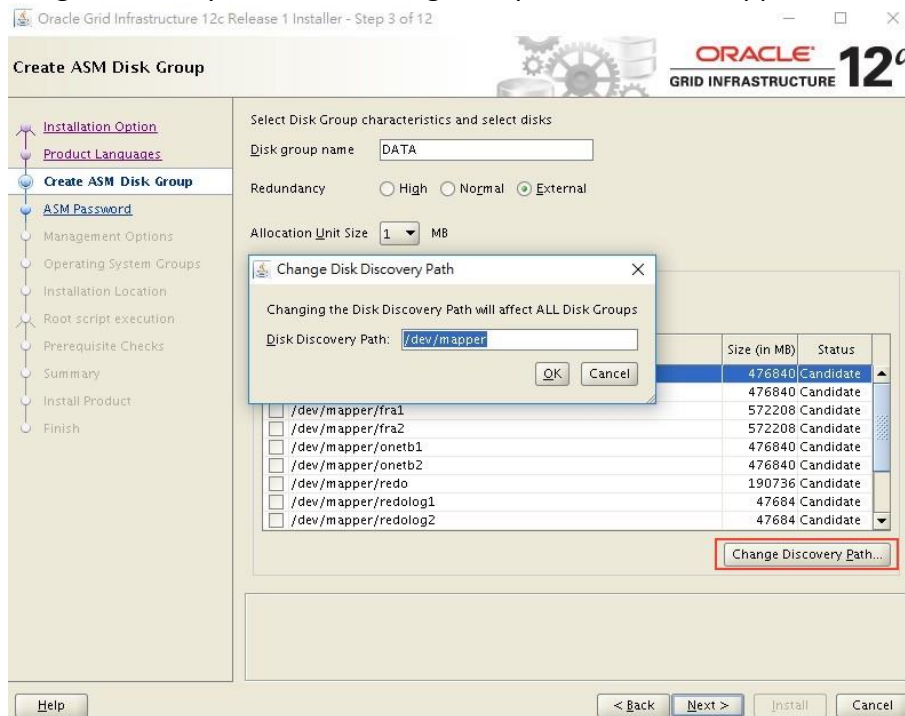 Oracle Grid Infrastructure 12c Release 1 Installer - Step 3 of 12
Create ASM Disk Group
ORACLE
GRID INFRASTRUCTURE
12c
Installation Option
Product Languages
Create ASM Disk Group
ASM Password
Management Options
Operating System Groups
Installation Location
Root script execution
Prerequisite Checks
Summary
Install Product
Finish
Select Disk Group characteristics and select disks
Disk group name DATA
Redundancy High Normal External
Allocation Unit Size 1 MB
Change Disk Discovery Path
Changing the Disk Discovery Path will affect ALL Disk Groups
Disk Discovery Path: /dev/mapper
OK Cancel
Size (in MB) Status
476840 Candidate
476840 Candidate
/dev/mapper/fra1 572208 Candidate
/dev/mapper/fra2 572208 Candidate
/dev/mapper/onetb1 476840 Candidate
/dev/mapper/onetb2 476840 Candidate
/dev/mapper/redo 190736 Candidate
/dev/mapper/redolog1 47684 Candidate
/dev/mapper/redolog2 47684 Candidate
Change Discovery Path...
Help < Back Next > Install Cancel